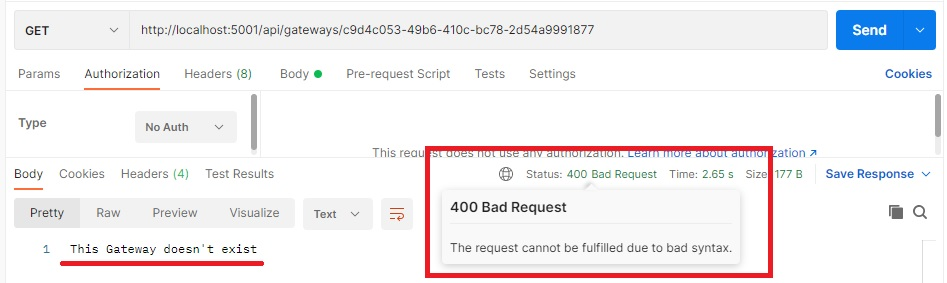 GET http://localhost:5001/api/gateways/c9d4c053-49b6-410c-bc78-2d54a9991877 Send
Params Authorization Headers (8) Body Pre-request Script Tests Settings Cookies
Type No Auth
This request does not use any authorization. Learn more about authorization ↗
Body Cookies Headers (4) Test Results Status: 400 Bad Request Time: 2.65 s Size: 177 B Save Response
Pretty Raw Preview Visualize Text
400 Bad Request
1 This Gateway doesn't exist
The request cannot be fulfilled due to bad syntax.